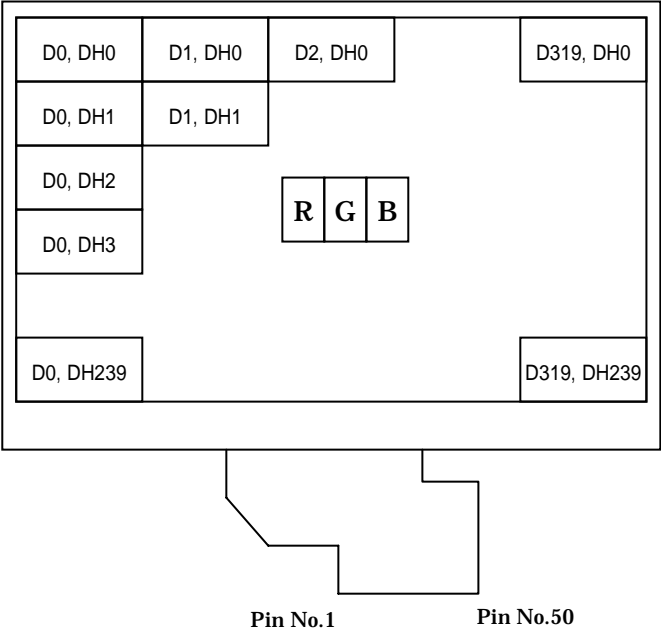 D0, DH0 D1, DH0 D2, DH0 D319, DH0
D0, DH1 D1, DH1
D0, DH2
R G B
D0, DH3
D0, DH239 D319, DH239
Pin No.1 Pin No.50